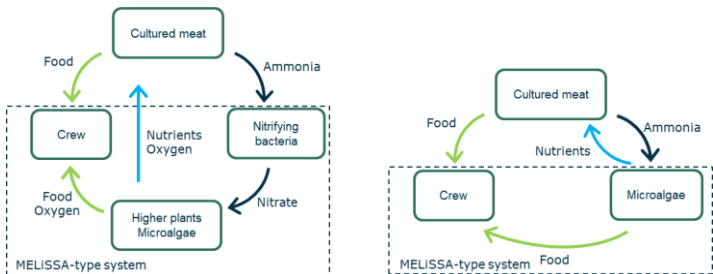 Cultured meat
Food
Ammonia
Crew
Nutrients
Oxygen
Nitrifying
bacteria
Food
Oxygen
Nitrate
Higher plants
Microalgae
MELiSSA-type system
Cultured meat
Food
Ammonia
Nutrients
Crew
Microalgae
Food
MELiSSA-type system